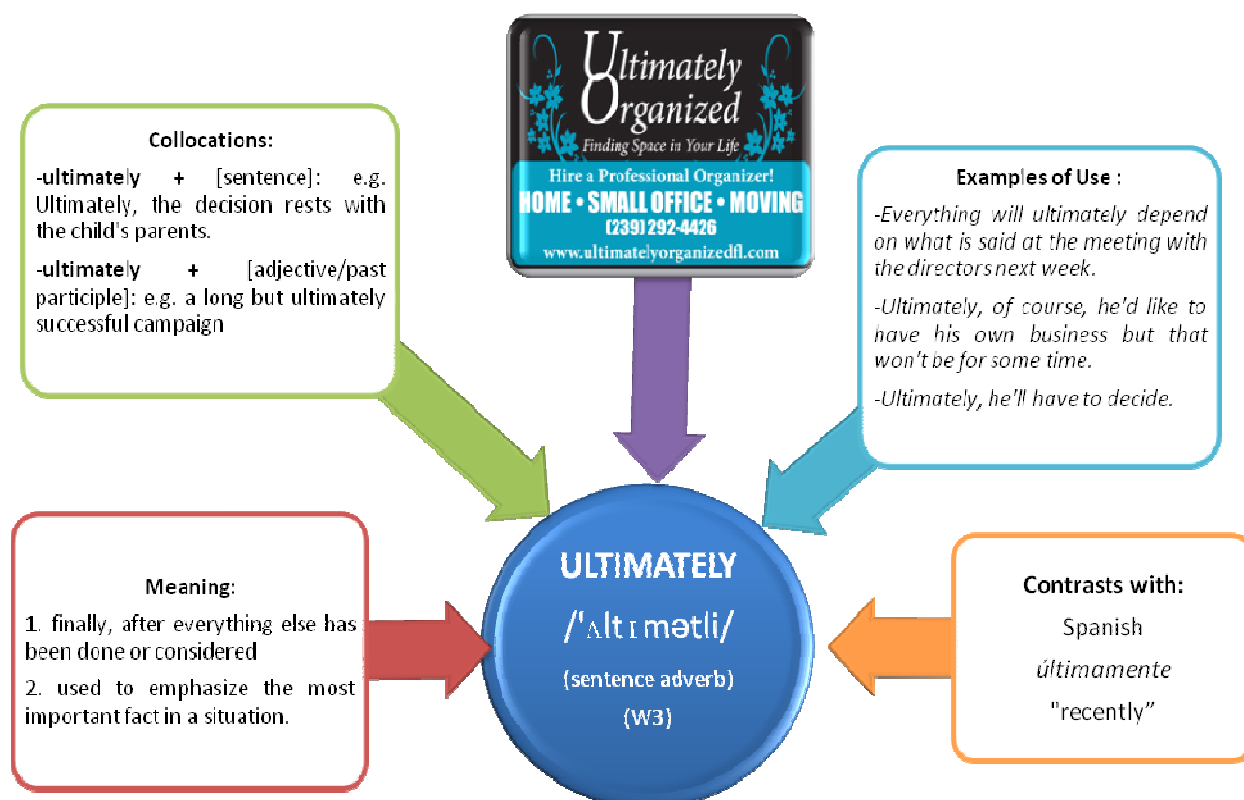 Ultimately
Organized
Finding Space in Your Life
Hire a Professional Organizer!
HOME • SMALL OFFICE • MOVING
(239) 292-4426
www.ultimatelyorganizedfl.com
Collocations:
-ultimately + [sentence]: e.g.
Ultimately, the decision rests with
the child's parents.
-ultimately + [adjective/past
participle]: e.g. a long but ultimately
successful campaign
Examples of Use :
-Everything will ultimately depend
on what is said at the meeting with
the directors next week.
-Ultimately, of course, he’d like to
have his own business but that
won’t be for some time.
-Ultimately, he’ll have to decide.
Meaning:
1. finally, after everything else has
been done or considered
2. used to emphasize the most
important fact in a situation.
ULTIMATELY
/'ʌltɪmətli/
(sentence adverb)
(W3)
Contrasts with:
Spanish
últimamente
"recently”